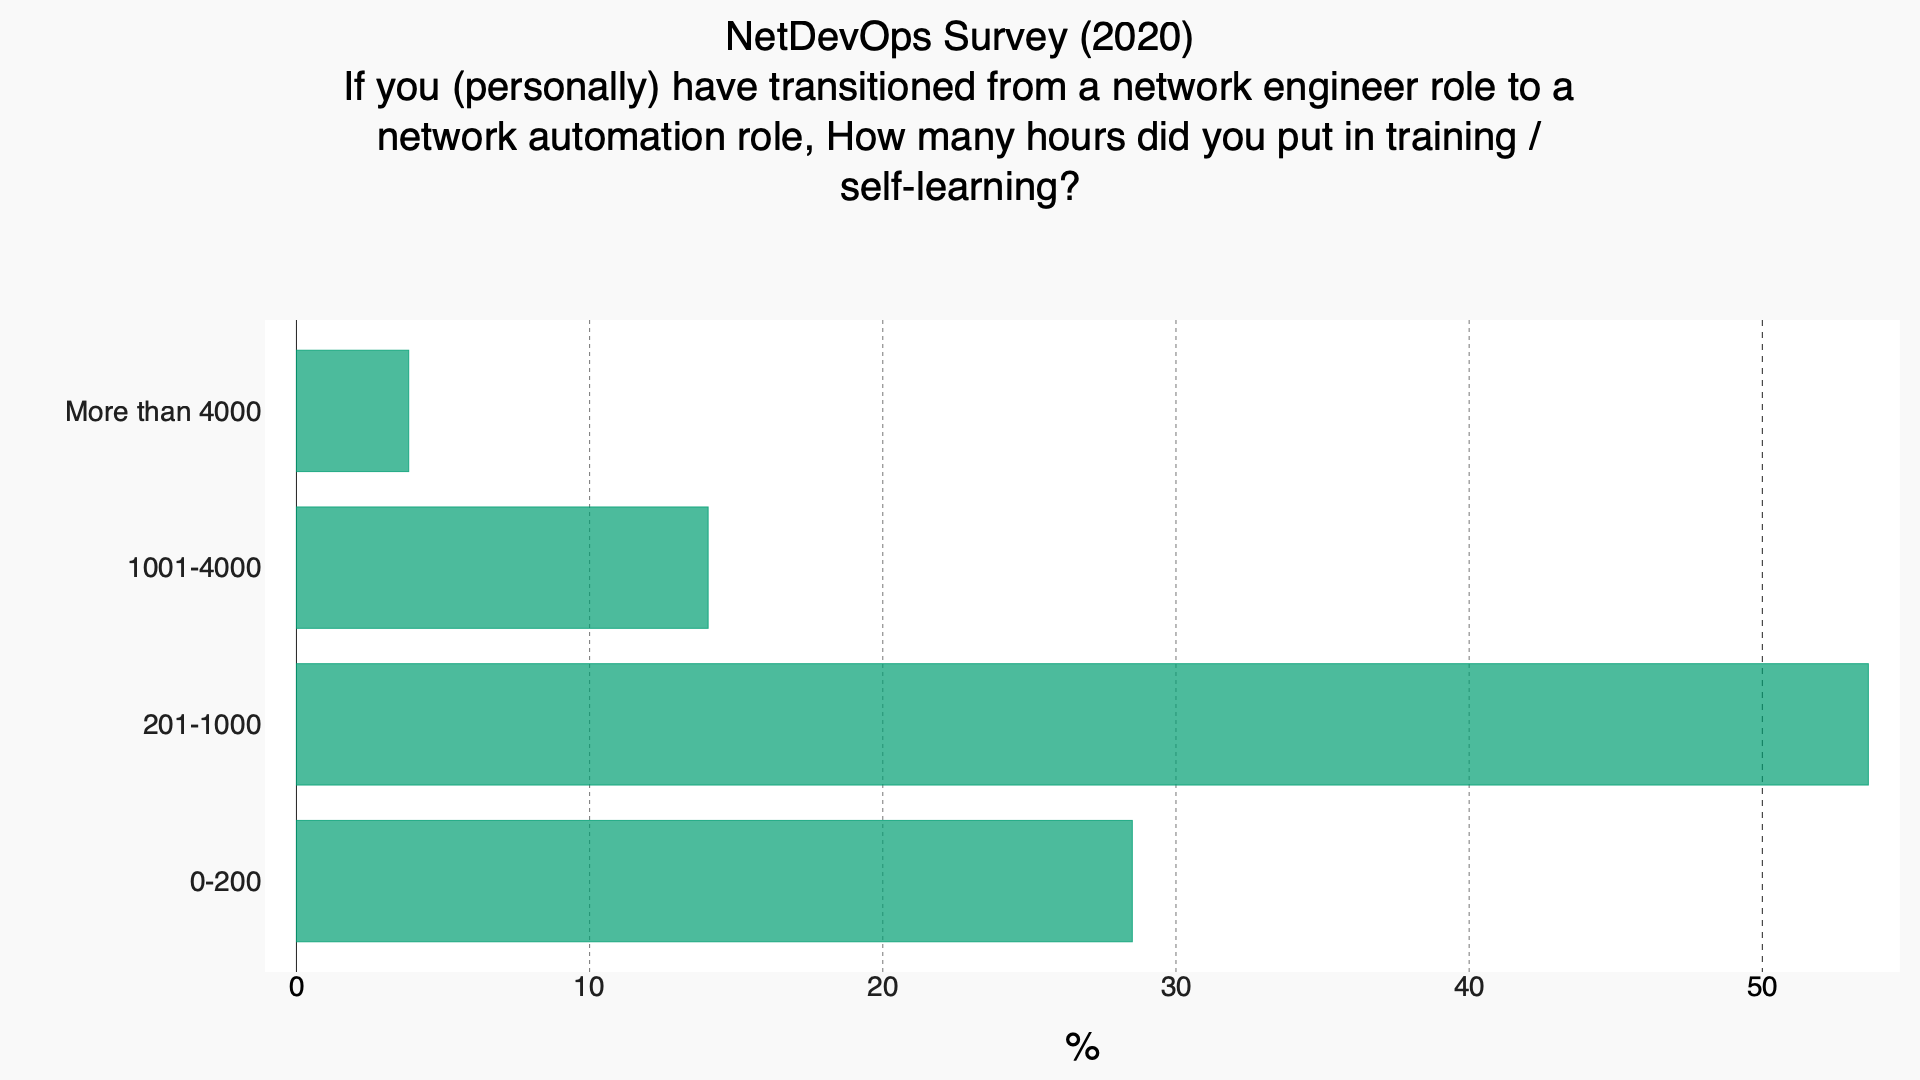 NetDevOps Survey (2020)
If you (personally) have transitioned from a network engineer role to a
network automation role, How many hours did you put in training /
self-learning?
More than 4000
1001-4000
201-1000
0-200
0 10 20 30 40 50
%